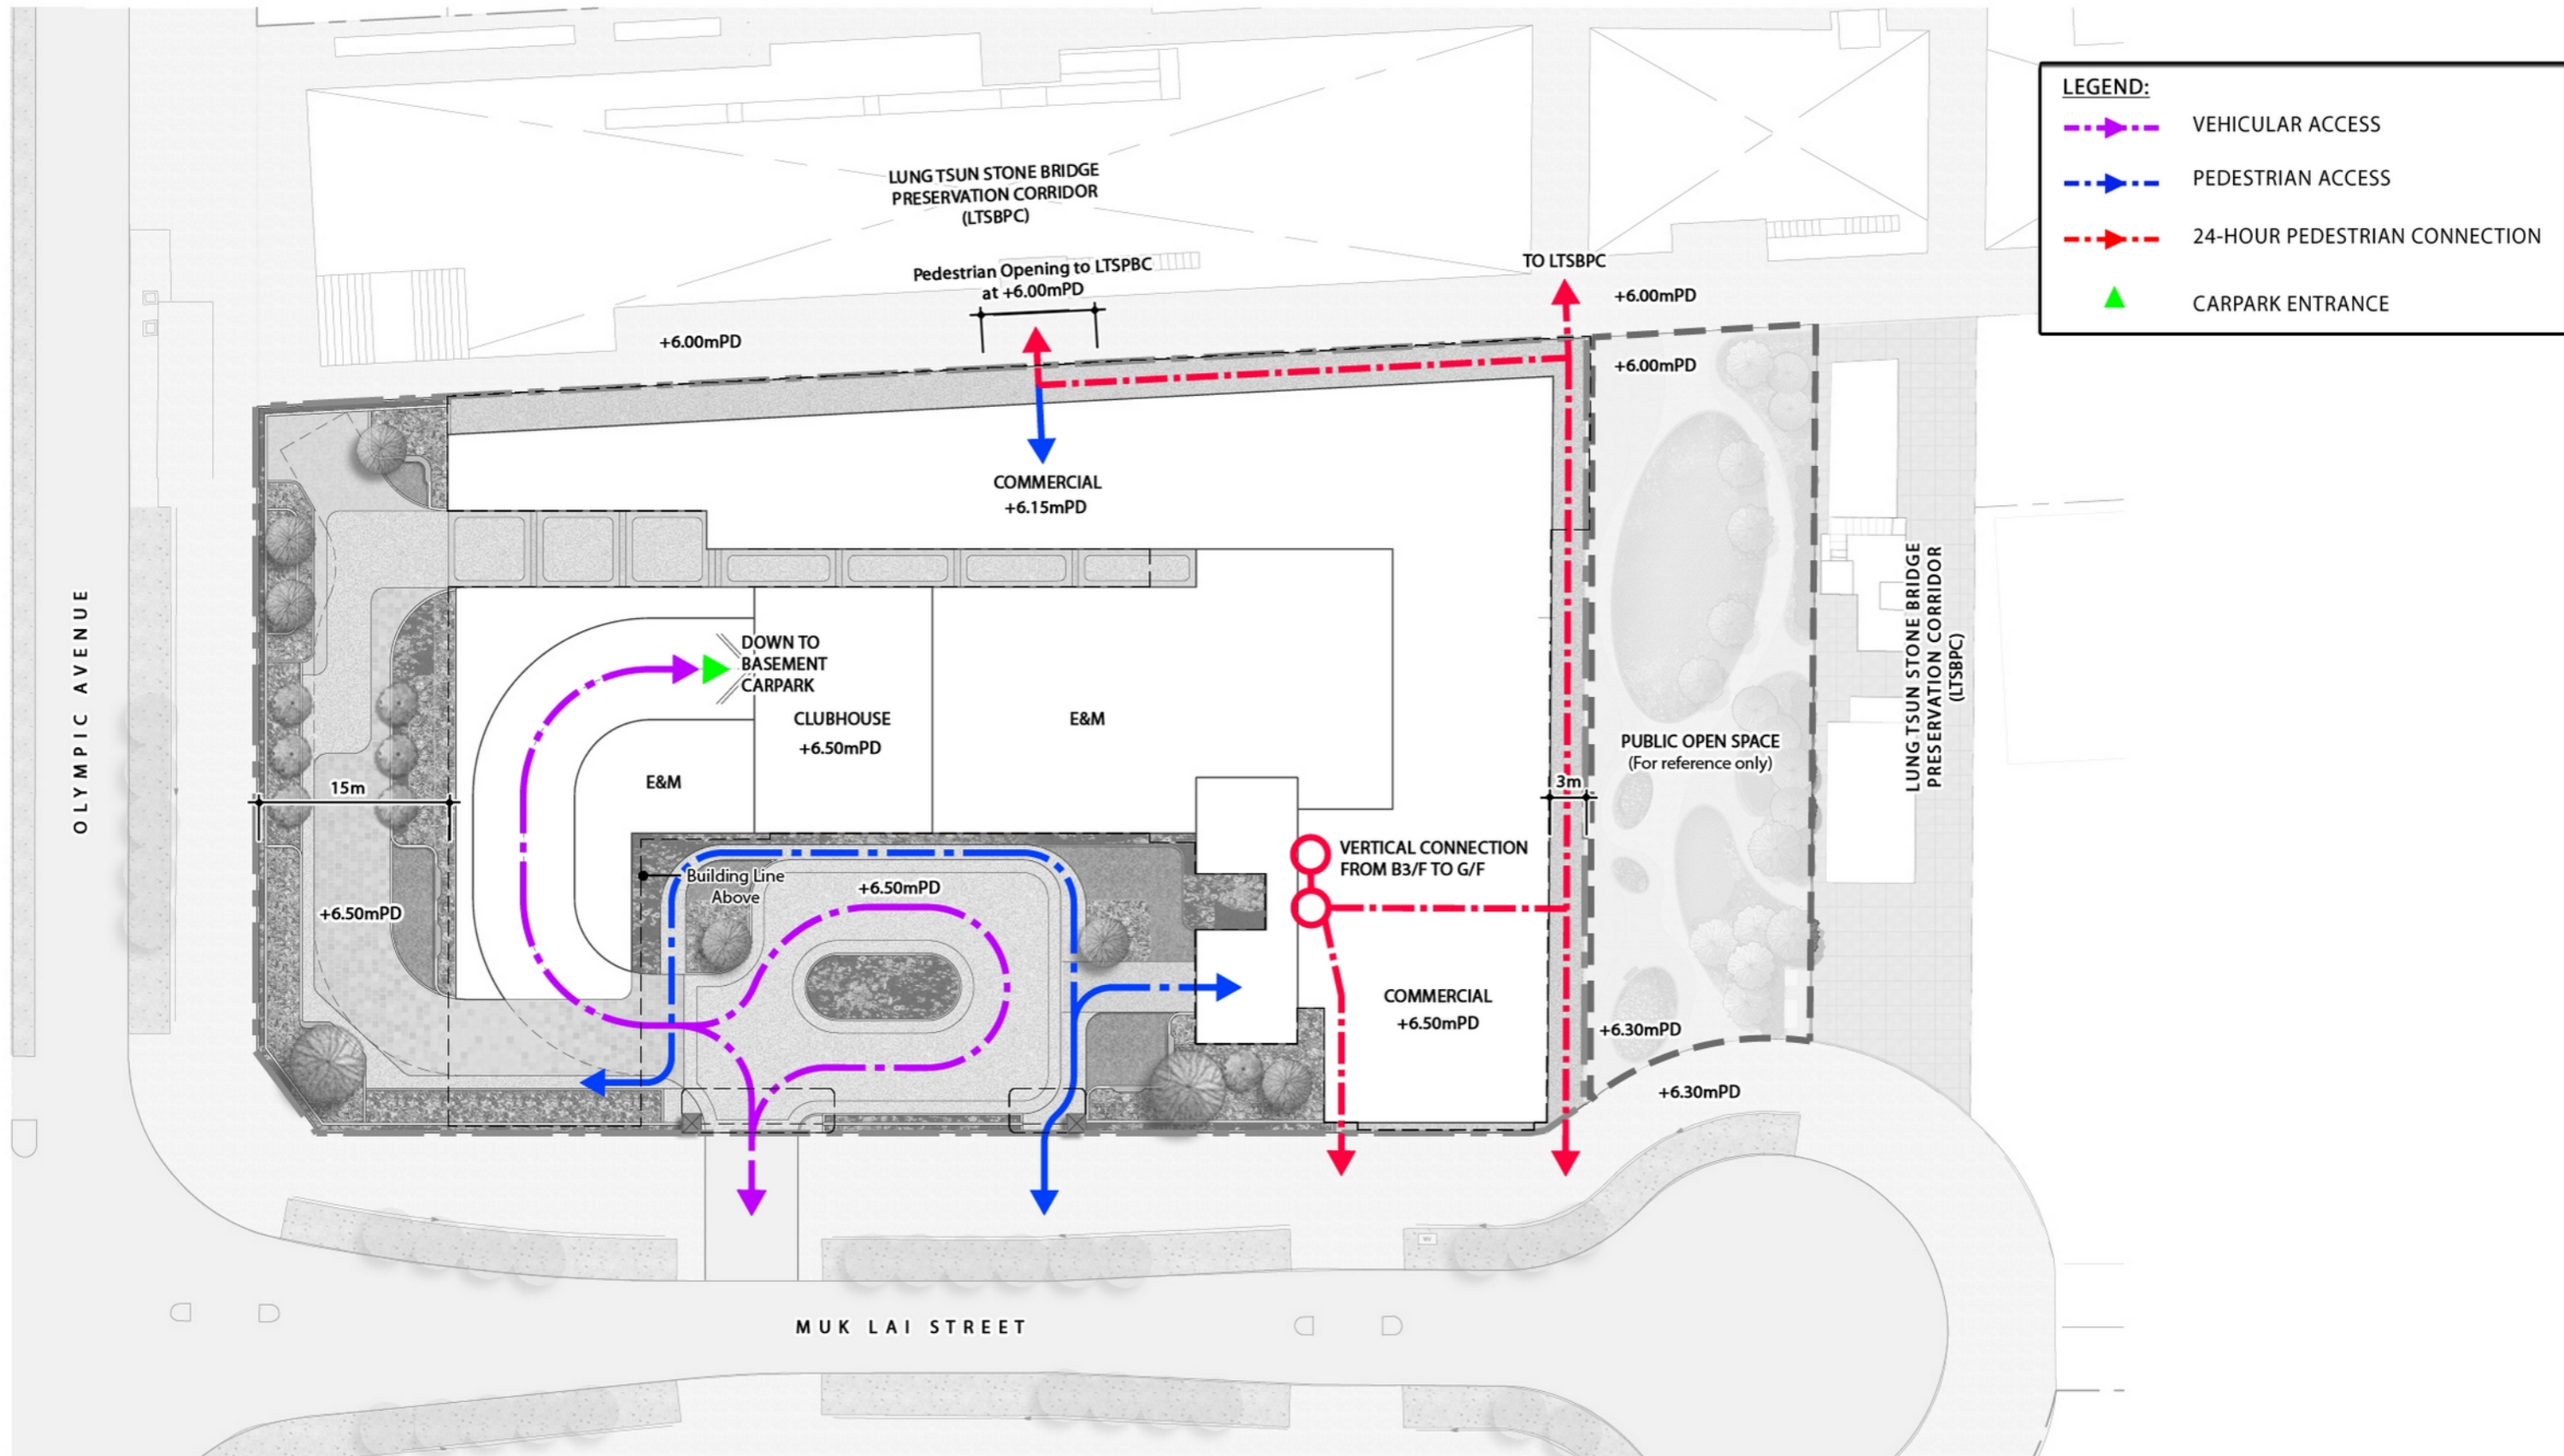 LEGEND:
VEHICULAR ACCESS
PEDESTRIAN ACCESS
24-HOUR PEDESTRIAN CONNECTION
CARPARK ENTRANCE
LUNG TSUN STONE BRIDGE
PRESERVATION CORRIDOR
(LTSBPC)
Pedestrian Opening to LTSPBC
at +6.00mPD
TO LTSBPC
+6.00mPD
+6.00mPD
+6.00mPD
COMMERCIAL
+6.15mPD
OLYMPIC AVENUE
DOWN TO
BASEMENT
CARPARK
CLUBHOUSE
+6.50mPD
E&M
E&M
15m
3m
PUBLIC OPEN SPACE
(For reference only)
LUNG TSUN STONE BRIDGE
PRESERVATION CORRIDOR
(LTSBPC)
VERTICAL CONNECTION
FROM B3/F TO G/F
Building Line
Above
+6.50mPD
+6.50mPD
COMMERCIAL
+6.50mPD
+6.30mPD
+6.30mPD
MUK LAI STREET